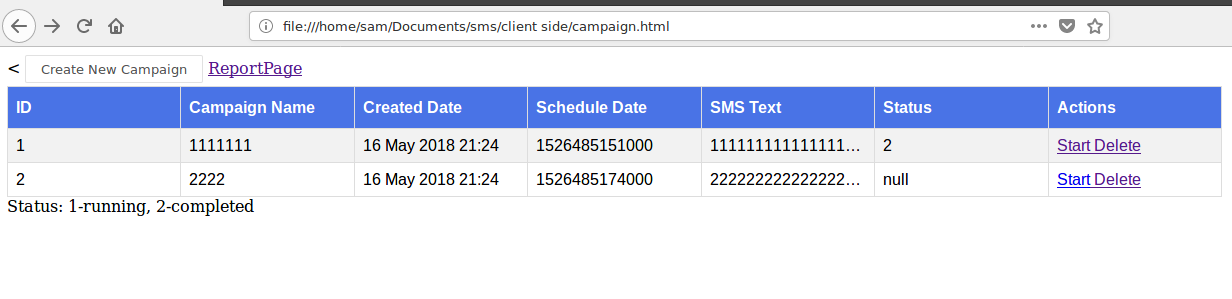 file:///home/sam/Documents/sms/client side/campaign.html
< Create New Campaign ReportPage
ID Campaign Name Created Date Schedule Date SMS Text Status Actions
1 1111111 16 May 2018 21:24 1526485151000 111111111111111… 2 Start Delete
2 2222 16 May 2018 21:24 1526485174000 222222222222222… null Start Delete
Status: 1-running, 2-completed